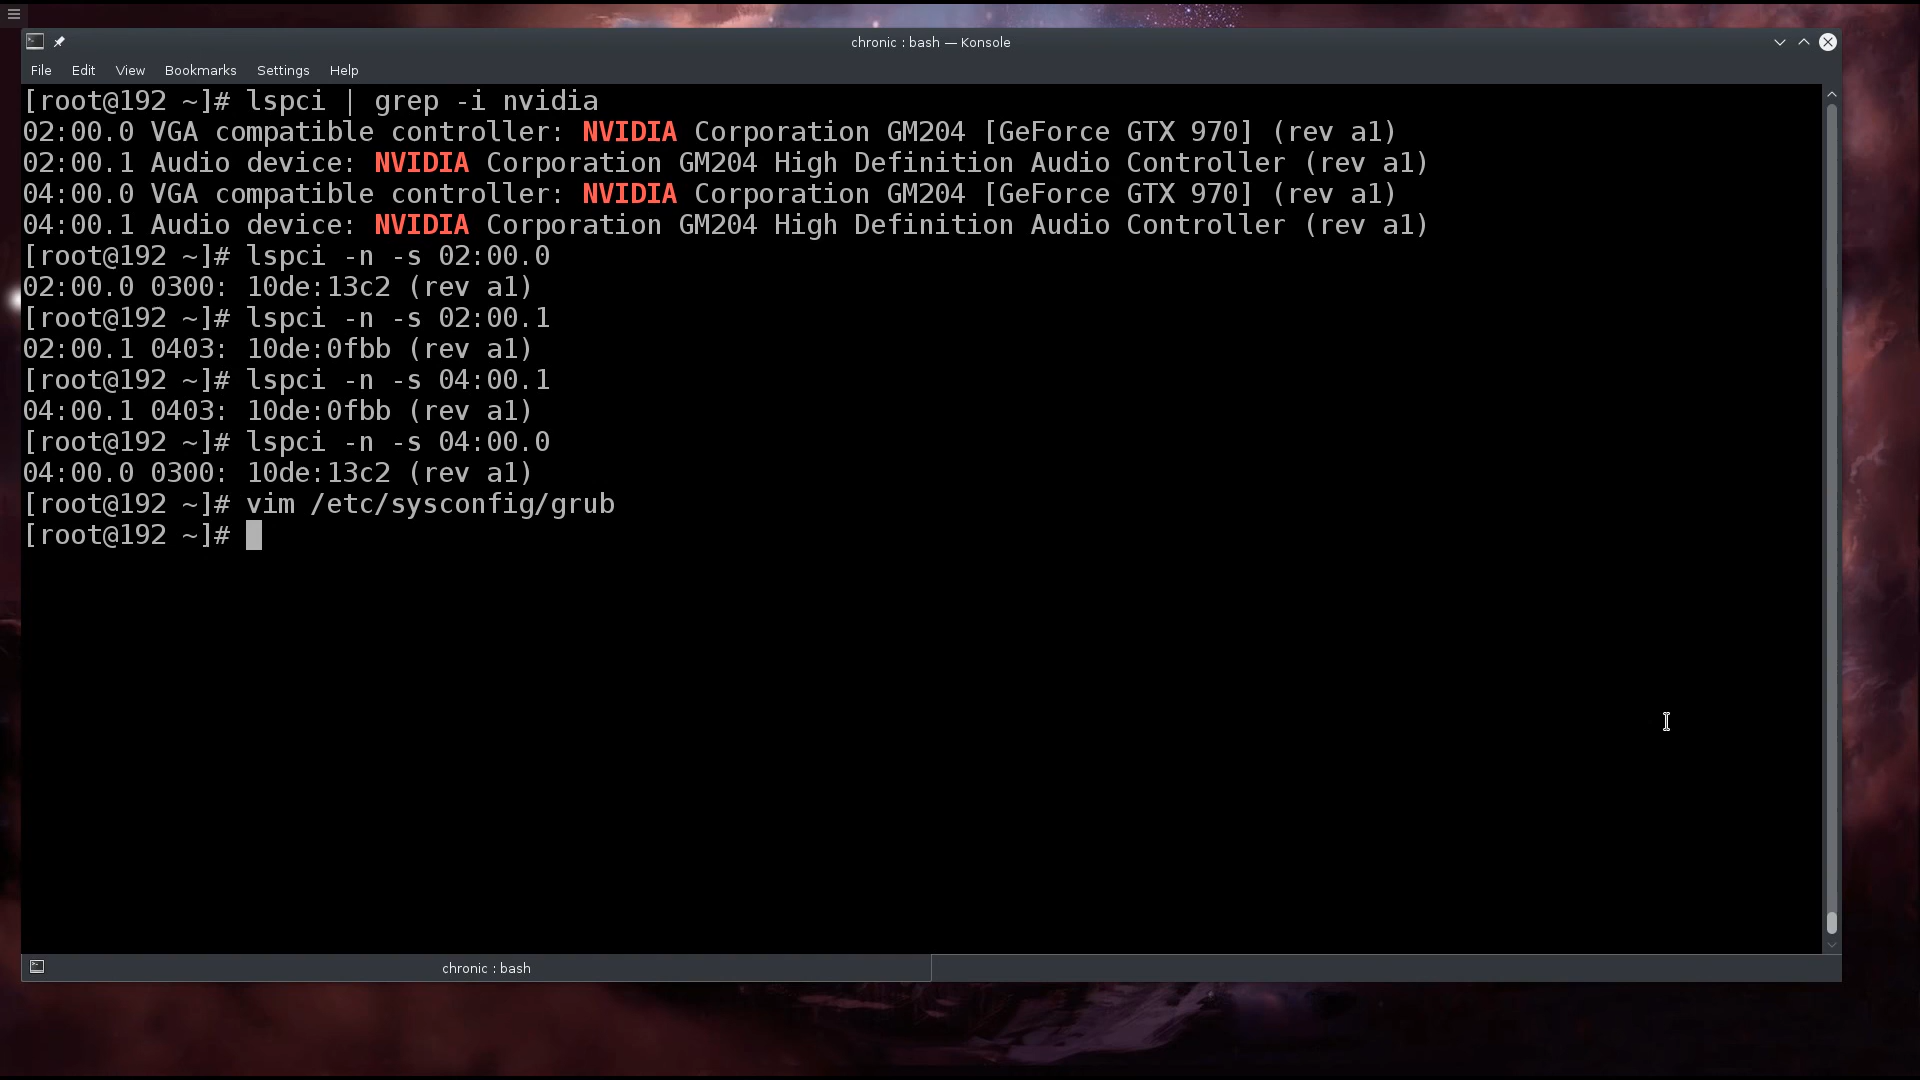 chronic : bash — Konsole
File Edit View Bookmarks Settings Help
[root@192 ~]# lspci | grep -i nvidia
02:00.0 VGA compatible controller: NVIDIA Corporation GM204 [GeForce GTX 970] (rev a1)
02:00.1 Audio device: NVIDIA Corporation GM204 High Definition Audio Controller (rev a1)
04:00.0 VGA compatible controller: NVIDIA Corporation GM204 [GeForce GTX 970] (rev a1)
04:00.1 Audio device: NVIDIA Corporation GM204 High Definition Audio Controller (rev a1)
[root@192 ~]# lspci -n -s 02:00.0
02:00.0 0300: 10de:13c2 (rev a1)
[root@192 ~]# lspci -n -s 02:00.1
02:00.1 0403: 10de:0fbb (rev a1)
[root@192 ~]# lspci -n -s 04:00.1
04:00.1 0403: 10de:0fbb (rev a1)
[root@192 ~]# lspci -n -s 04:00.0
04:00.0 0300: 10de:13c2 (rev a1)
[root@192 ~]# vim /etc/sysconfig/grub
[root@192 ~]#
chronic : bash